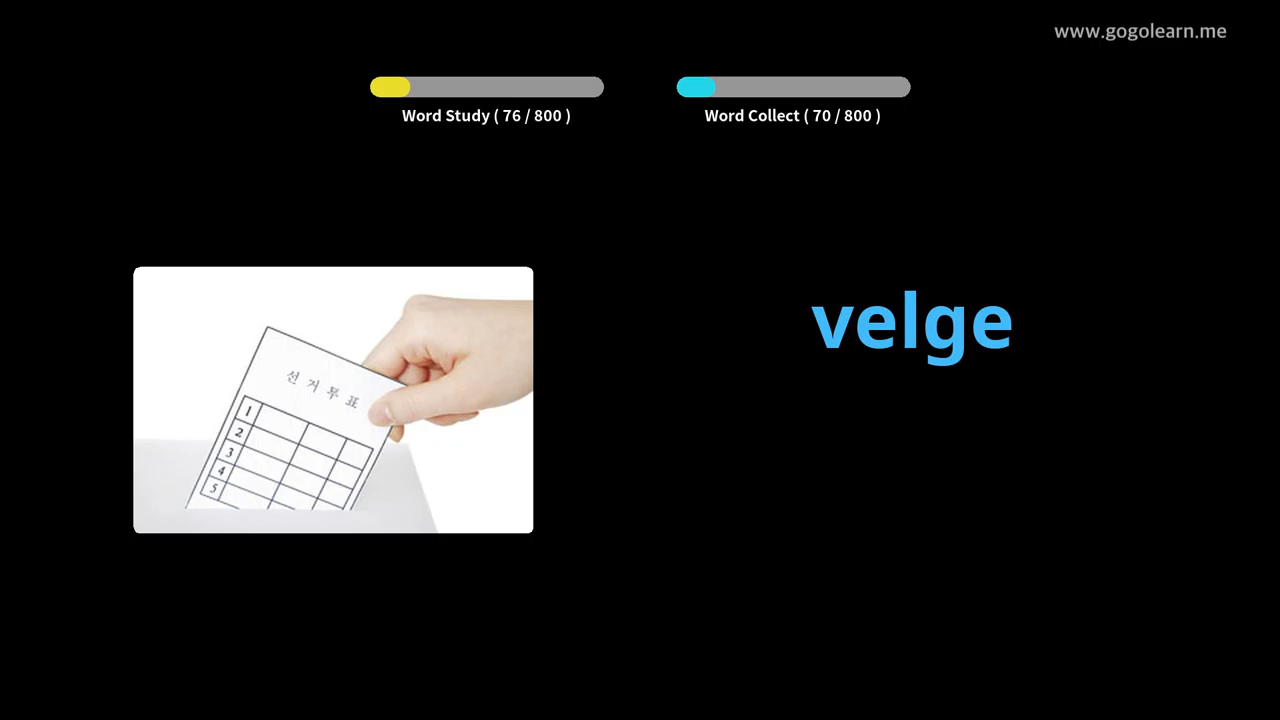 www.gogolearn.me
Word Study ( 76 / 800 )
Word Collect ( 70 / 800 )
velge
선거투표
1
2
3
4
5